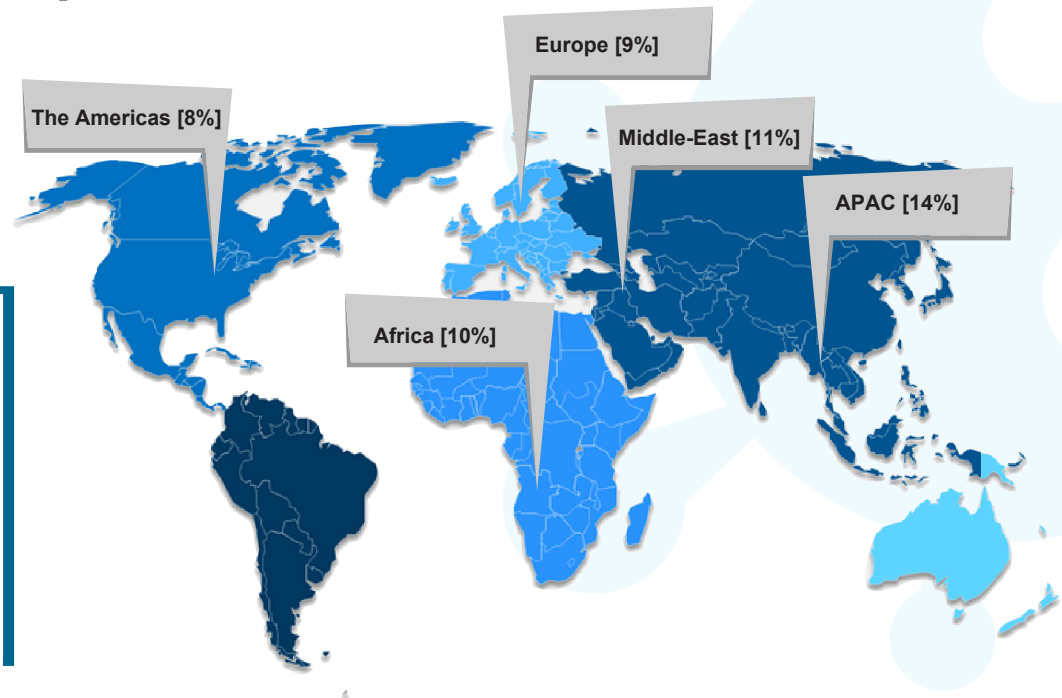 Europe [9%]
The Americas [8%]
Middle-East [11%]
APAC [14%]
Africa [10%]